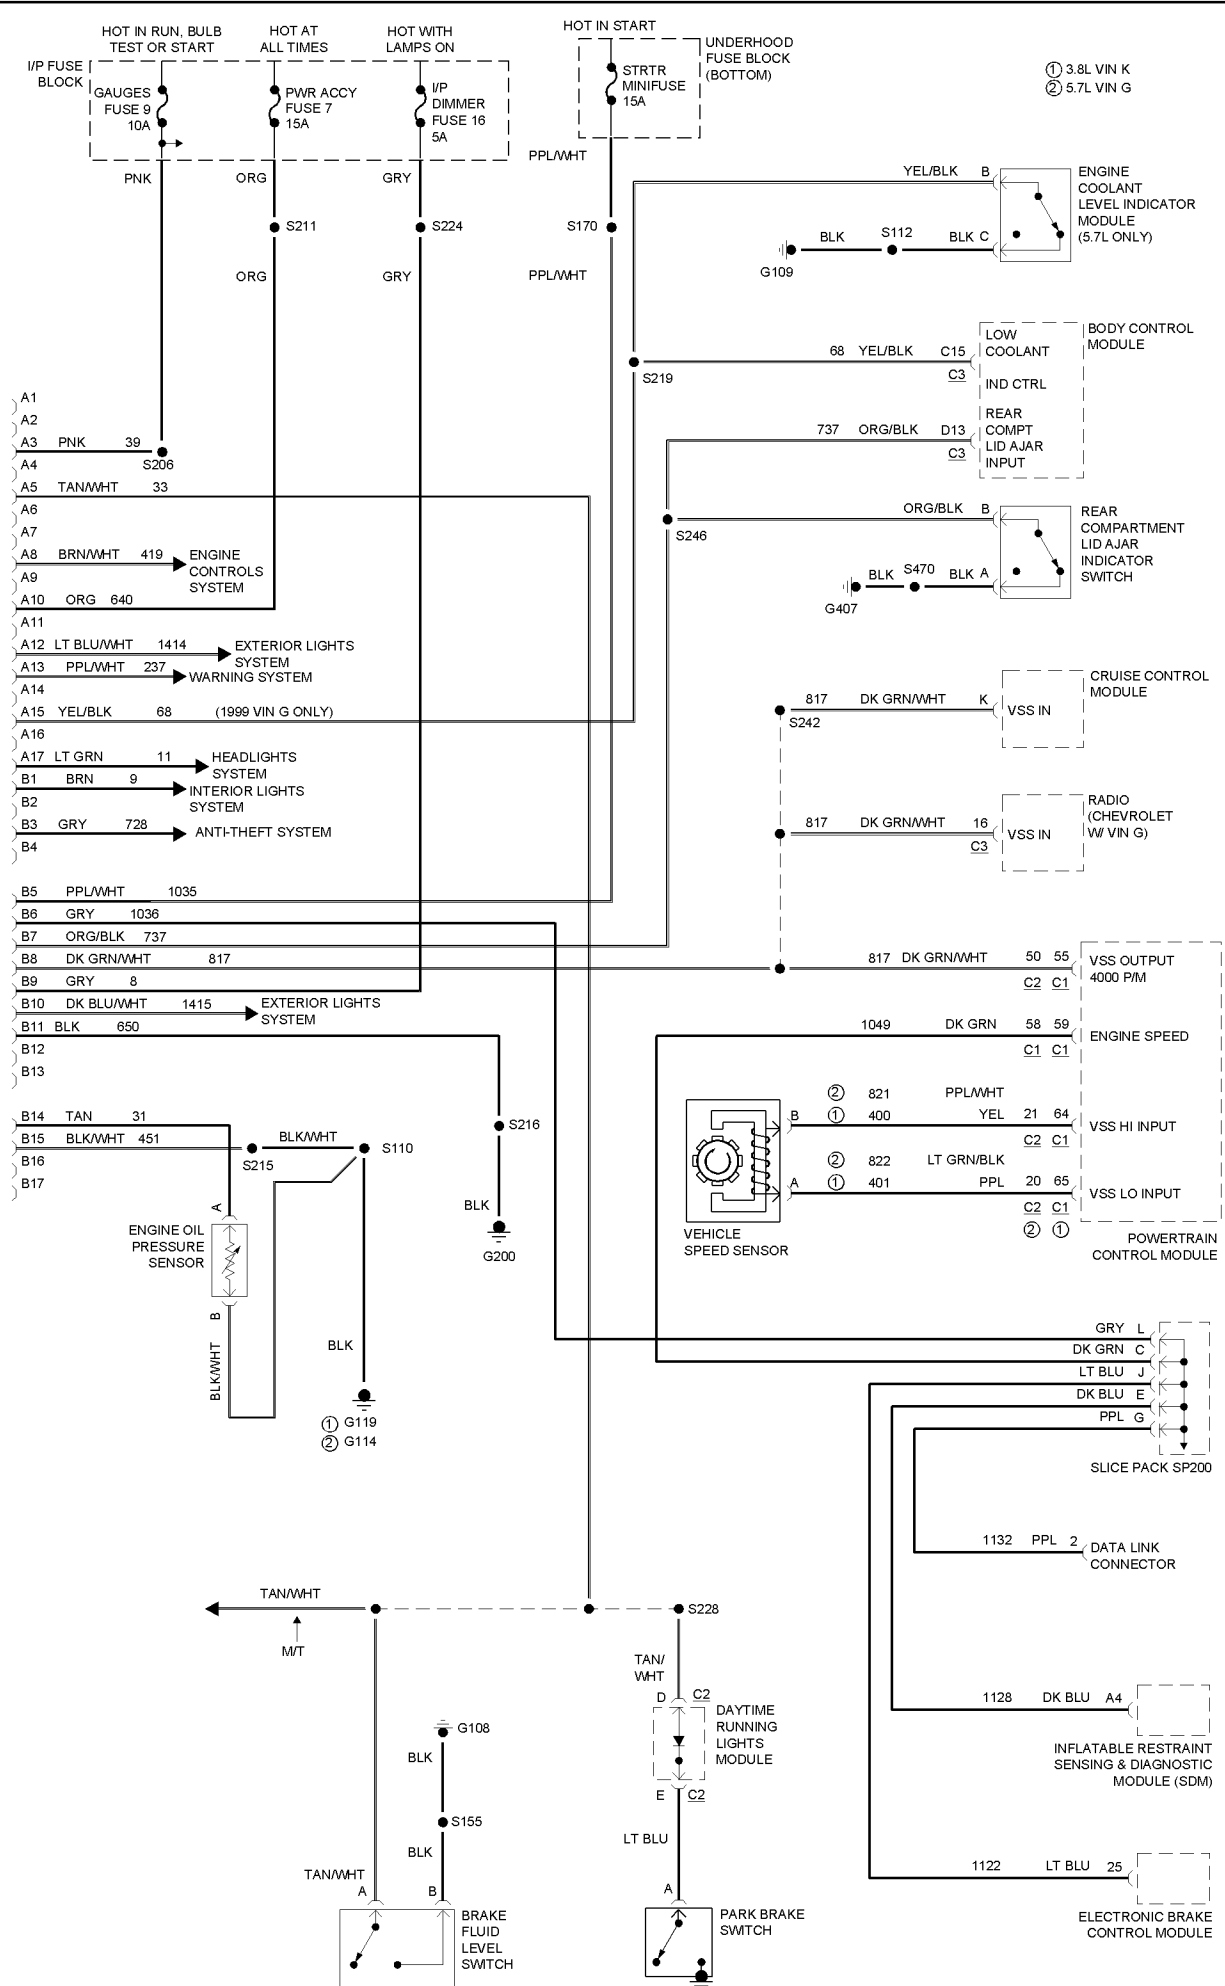 HOT IN RUN, BULB
TEST OR START
HOT AT
ALL TIMES
HOT WITH
LAMPS ON
HOT IN START
I/P FUSE
BLOCK
GAUGES
FUSE 9
10A
PWR ACCY
FUSE 7
15A
I/P
DIMMER
FUSE 16
5A
STRTR
MINIFUSE
15A
UNDERHOOD
FUSE BLOCK
(BOTTOM)
1 3.8L VIN K
2 5.7L VIN G
PNK
ORG
GRY
PPL/WHT
S211
S224
S170
ORG
GRY
PPL/WHT
YEL/BLK B
BLK
S112
BLK C
G109
ENGINE
COOLANT
LEVEL INDICATOR
MODULE
(5.7L ONLY)
68 YEL/BLK C15
C3
S219
LOW
COOLANT
IND CTRL
REAR
COMPT
LID AJAR
INPUT
BODY CONTROL
MODULE
737 ORG/BLK D13
C3
ORG/BLK B
S246
BLK
S470
BLK A
G407
REAR
COMPARTMENT
LID AJAR
INDICATOR
SWITCH
A1
A2
A3 PNK 39
S206
A4
A5 TAN/WHT 33
A6
A7
A8 BRN/WHT 419
ENGINE
CONTROLS
SYSTEM
A9
A10 ORG 640
A11
A12 LT BLU/WHT 1414
EXTERIOR LIGHTS
SYSTEM
A13 PPL/WHT 237
WARNING SYSTEM
A14
A15 YEL/BLK 68 (1999 VIN G ONLY)
A16
A17 LT GRN 11
HEADLIGHTS
SYSTEM
B1 BRN 9
INTERIOR LIGHTS
SYSTEM
B2
B3 GRY 728
ANTI-THEFT SYSTEM
B4
817 DK GRN/WHT K
S242
VSS IN
CRUISE CONTROL
MODULE
817 DK GRN/WHT 16
C3
VSS IN
RADIO
(CHEVROLET
W/ VIN G)
B5 PPL/WHT 1035
B6 GRY 1036
B7 ORG/BLK 737
B8 DK GRN/WHT 817
B9 GRY 8
B10 DK BLU/WHT 1415
EXTERIOR LIGHTS
SYSTEM
B11 BLK 650
B12
B13
B14 TAN 31
B15 BLK/WHT 451
B16
B17
817 DK GRN/WHT 50 55
C2 C1
VSS OUTPUT
4000 P/M
1049 DK GRN 58 59
C1 C1
ENGINE SPEED
2 821 PPL/WHT
B 1 400 YEL 21 64
C2 C1
VSS HI INPUT
2 822 LT GRN/BLK
A 1 401 PPL 20 65
C2 C1
2 1
VSS LO INPUT
VEHICLE
SPEED SENSOR
POWERTRAIN
CONTROL MODULE
S216
BLK
G200
S215
BLK/WHT
S110
A
ENGINE OIL
PRESSURE
SENSOR
B
BLK/WHT
BLK
1 G119
2 G114
GRY L
DK GRN C
LT BLU J
DK BLU E
PPL G
SLICE PACK SP200
1132 PPL 2
DATA LINK
CONNECTOR
TAN/WHT
M/T
S228
TAN/
WHT
D C2
DAYTIME
RUNNING
LIGHTS
MODULE
E C2
LT BLU
A
PARK BRAKE
SWITCH
G108
BLK
S155
BLK
TAN/WHT
A
B
BRAKE
FLUID
LEVEL
SWITCH
1128 DK BLU A4
INFLATABLE RESTRAINT
SENSING & DIAGNOSTIC
MODULE (SDM)
1122 LT BLU 25
ELECTRONIC BRAKE
CONTROL MODULE